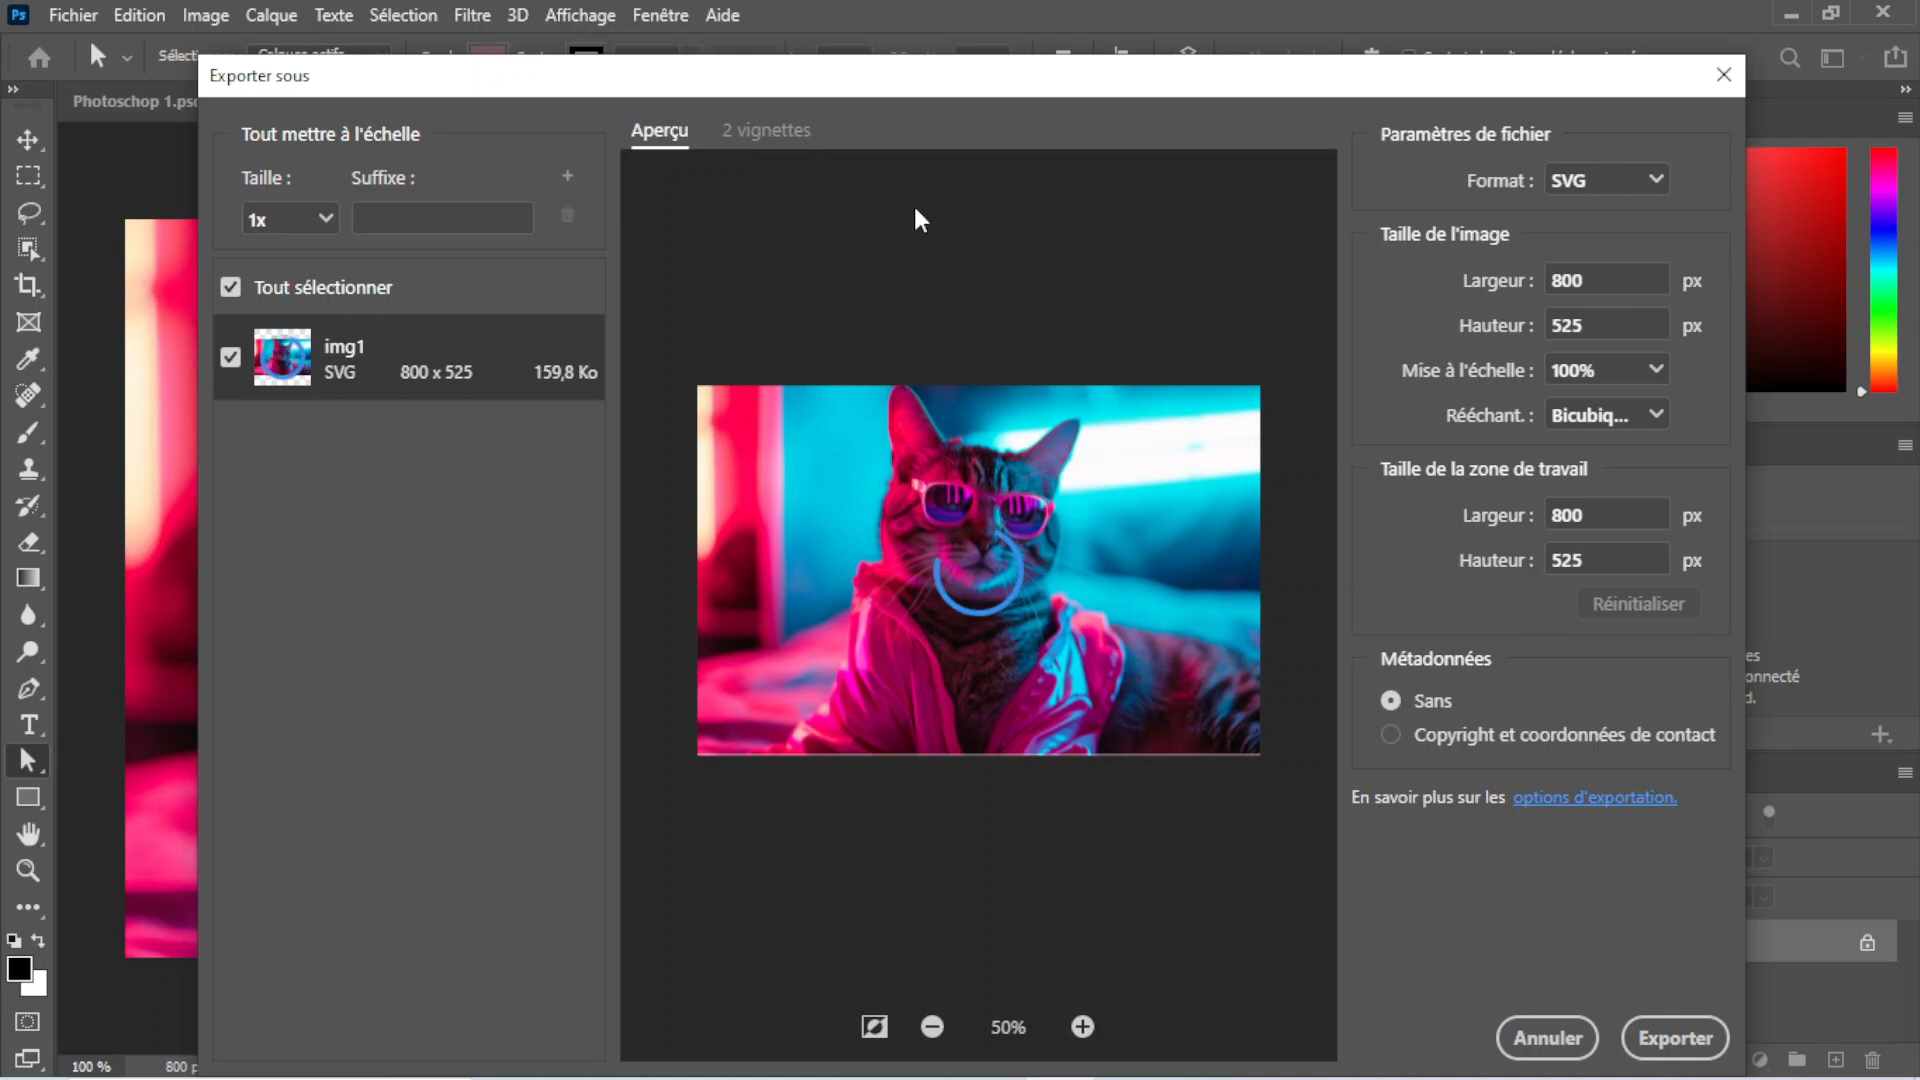 Ps Fichier Edition Image Calque Texte Sélection Filtre 3D Affichage Fenêtre Aide
Exporter sous
Photoschop 1.ps
Tout mettre à l'échelle
Taille : Suffixe :
1x
Tout sélectionner
img1
SVG 800 x 525 159,8 Ko
Aperçu 2 vignettes
50%
Paramètres de fichier
Format : SVG
Taille de l'image
Largeur : 800 px
Hauteur : 525 px
Mise à l'échelle : 100%
Rééchant. : Bicubiq...
Taille de la zone de travail
Largeur : 800 px
Hauteur : 525 px
Réinitialiser
Métadonnées
Sans
Copyright et coordonnées de contact
En savoir plus sur les options d'exportation.
Annuler Exporter
es
onnecté
d.
100 % 800 p